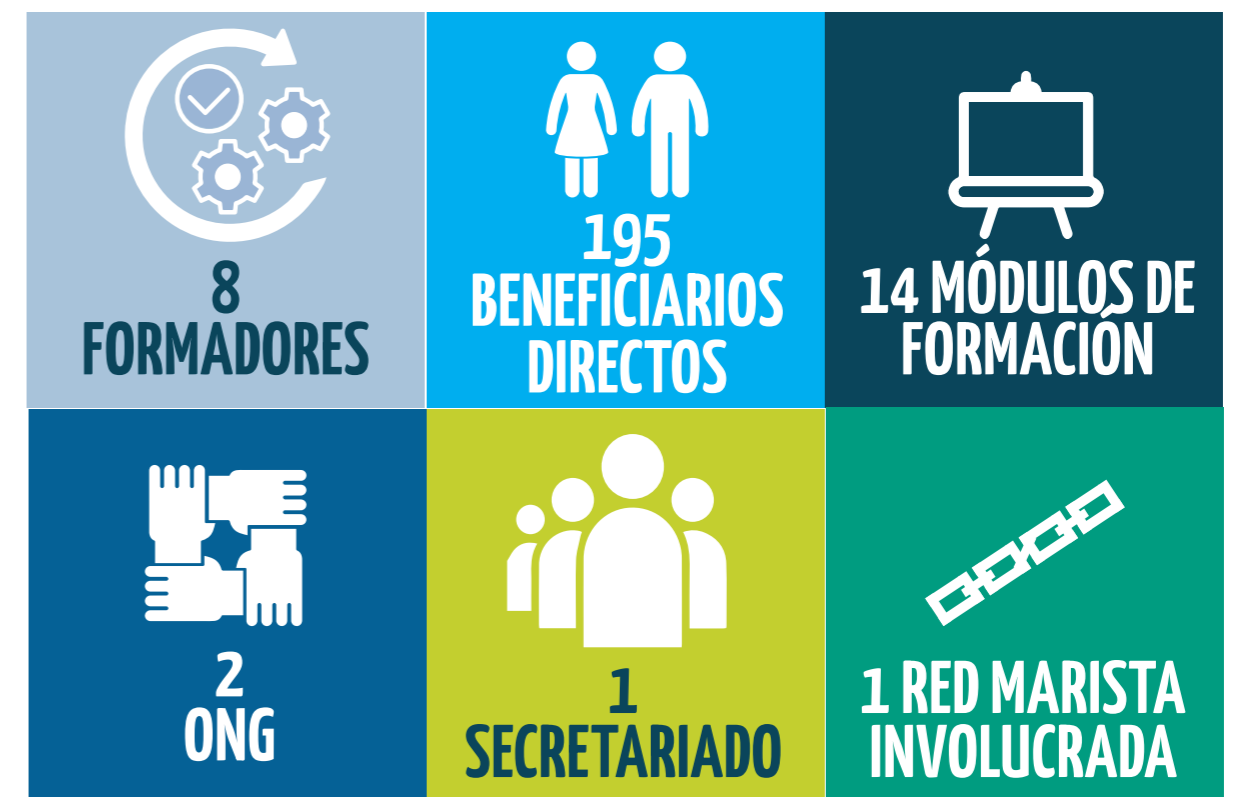 8
FORMADORES
195
BENEFICIARIOS
DIRECTOS
14 MÓDULOS DE
FORMACIÓN
2
ONG
1
SECRETARIADO
1 RED MARISTA
INVOLUCRADA